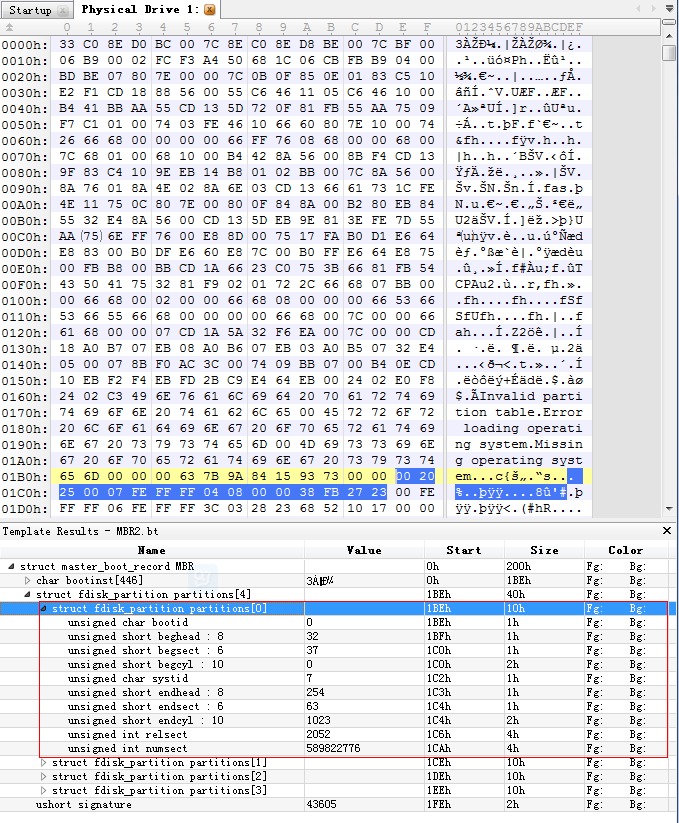 Startup
Physical Drive 1:
0 1 2 3 4 5 6 7 8 9 A B C D E F 0123456789ABCDEF
0000h: 33 C0 8E D0 BC 00 7C 8E C0 8E D8 BE 00 7C BF 00 3ÀŽÐ¼.|ŽÀŽØ¾.|¿.
0010h: 06 B9 00 02 FC F3 A4 50 68 1C 06 CB FB B9 04 00 .¹..üó¤Ph..Ëû¹..
0020h: BD BE 07 80 7E 00 00 7C 0B 0F 85 0E 01 83 C5 10 ½¾.€~..|..…..ƒÅ.
0030h: E2 F1 CD 18 88 56 00 55 C6 46 11 05 C6 46 10 00 âñÍ.ˆV.UÆF..ÆF..
0040h: B4 41 BB AA 55 CD 13 5D 72 0F 81 FB 55 AA 75 09 ´A»ªUÍ.]r..ûUªu.
0050h: F7 C1 01 00 74 03 FE 46 10 66 60 80 7E 10 00 74 ÷Á..t.þF.f`€~..t
0060h: 26 66 68 00 00 00 00 66 FF 76 08 68 00 00 68 00 &fh....fÿv.h..h.
0070h: 7C 68 01 00 68 10 00 B4 42 8A 56 00 8B F4 CD 13 |h..h..´BŠV.‹ôÍ.
0080h: 9F 83 C4 10 9E EB 14 B8 01 02 BB 00 7C 8A 56 00 ŸƒÄ.žë.¸..».|ŠV.
0090h: 8A 76 01 8A 4E 02 8A 6E 03 CD 13 66 61 73 1C FE Šv.ŠN.Šn.Í.fas.þ
00A0h: 4E 11 75 0C 80 7E 00 80 0F 84 8A 00 B2 80 EB 84 N.u.€~.€.„Š.²€ë„
00B0h: 55 32 E4 8A 56 00 CD 13 5D EB 9E 81 3E FE 7D 55 U2äŠV.Í.]ëž.>þ}U
00C0h: AA (75) 6E FF 76 00 E8 8D 00 75 17 FA B0 D1 E6 64 ª(u)nÿv.è..u.ú°Ñæd
00D0h: E8 83 00 B0 DF E6 60 E8 7C 00 B0 FF E6 64 E8 75 èƒ.°ßæ`è|.°ÿædèu
00E0h: 00 FB B8 00 BB CD 1A 66 23 C0 75 3B 66 81 FB 54 .û¸.»Í.f#Àu;f.ûT
00F0h: 43 50 41 75 32 81 F9 02 01 72 2C 66 68 07 BB 00 CPAu2.ù..r,fh.».
0100h: 00 66 68 00 02 00 00 66 68 08 00 00 00 66 53 66 .fh....fh....fSf
0110h: 53 66 55 66 68 00 00 00 00 66 68 00 7C 00 00 66 SfUfh....fh.|..f
0120h: 61 68 00 00 07 CD 1A 5A 32 F6 EA 00 7C 00 00 CD ah...Í.Z2öê.|..Í
0130h: 18 A0 B7 07 EB 08 A0 B6 07 EB 03 A0 B5 07 32 E4 . ·.ë. ¶.ë. µ.2ä
0140h: 05 00 07 8B F0 AC 3C 00 74 09 BB 07 00 B4 0E CD ...‹ð¬<.t.»..´.Í
0150h: 10 EB F2 F4 EB FD 2B C9 E4 64 EB 00 24 02 E0 F8 .ëòôëý+Éädë.$.àø
0160h: 24 02 C3 49 6E 76 61 6C 69 64 20 70 61 72 74 69 $.ÃInvalid parti
0170h: 74 69 6F 6E 20 74 61 62 6C 65 00 45 72 72 6F 72 tion table.Error
0180h: 20 6C 6F 61 64 69 6E 67 20 6F 70 65 72 61 74 69 loading operati
0190h: 6E 67 20 73 79 73 74 65 6D 00 4D 69 73 73 69 6E ng system.Missin
01A0h: 67 20 6F 70 65 72 61 74 69 6E 67 20 73 79 73 74 g operating syst
01B0h: 65 6D 00 00 00 63 7B 9A 84 15 93 73 00 00 00 20 em...c{š„.“s...
01C0h: 25 00 07 FE FF FF 04 08 00 00 38 FB 27 23 00 FE %..þÿÿ....8û'#.þ
01D0h: FF FF 06 FE FF FF 3C 03 28 23 68 52 10 17 00 00 ÿÿ.þÿÿ<.(#hR....
Template Results - MBR2.bt
Name Value Start Size Color
struct master_boot_record MBR 0h 200h Fg: Bg:
char bootinst[446] 3ÀŽÐ¼ 0h 1BEh Fg: Bg:
struct fdisk_partition partitions[4] 1BEh 40h Fg: Bg:
struct fdisk_partition partitions[0] 1BEh 10h Fg: Bg:
unsigned char bootid 0 1BEh 1h Fg: Bg:
unsigned short beghead : 8 32 1BFh 1h Fg: Bg:
unsigned short begsect : 6 37 1C0h 1h Fg: Bg:
unsigned short begcyl : 10 0 1C0h 2h Fg: Bg:
unsigned char systid 7 1C2h 1h Fg: Bg:
unsigned short endhead : 8 254 1C3h 1h Fg: Bg:
unsigned short endsect : 6 63 1C4h 1h Fg: Bg:
unsigned short endcyl : 10 1023 1C4h 2h Fg: Bg:
unsigned int relsect 2052 1C6h 4h Fg: Bg:
unsigned int numsect 589822776 1CAh 4h Fg: Bg:
struct fdisk_partition partitions[1] 1CEh 10h Fg: Bg:
struct fdisk_partition partitions[2] 1DEh 10h Fg: Bg:
struct fdisk_partition partitions[3] 1EEh 10h Fg: Bg:
ushort signature 43605 1FEh 2h Fg: Bg: